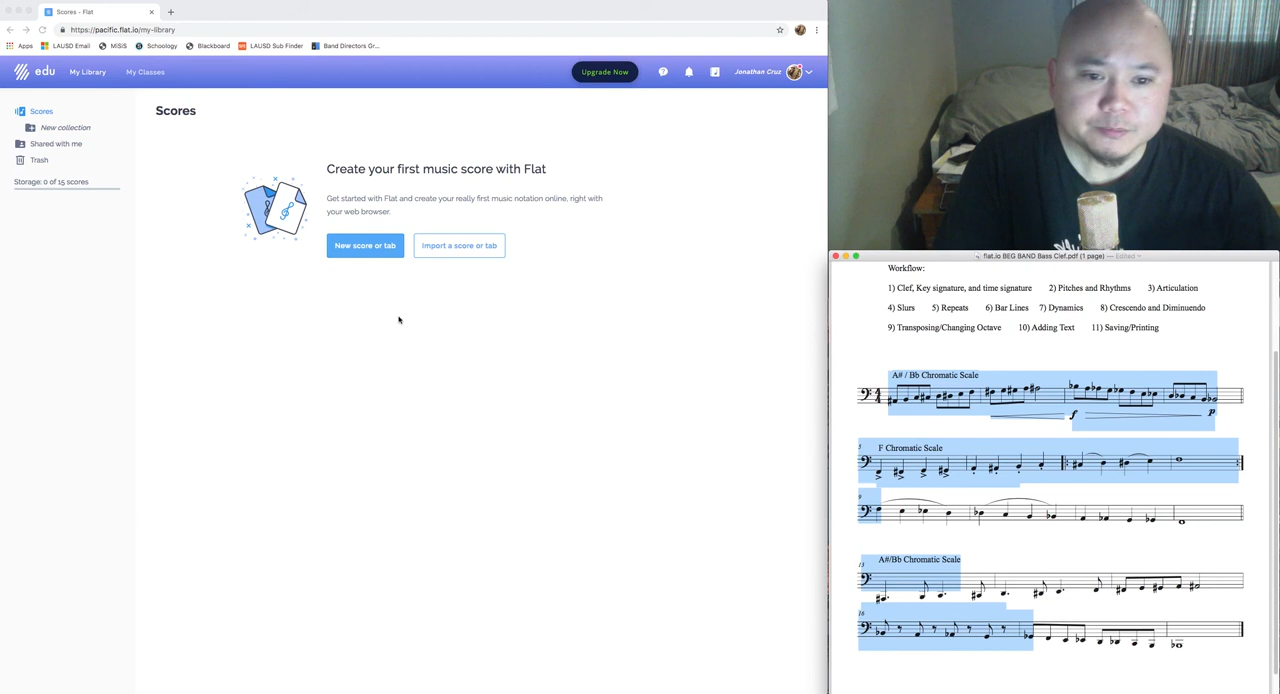 Scores - Flat
https://pacific.flat.io/my-library
Apps LAUSD Email MiSiS Schoology Blackboard LAUSD Sub Finder Band Directors Gr...
edu My Library My Classes Upgrade Now Jonathan Cruz
Scores
New collection
Shared with me
Trash
Storage: 0 of 15 scores
Scores
Create your first music score with Flat
Get started with Flat and create your really first music notation online, right with
your web browser.
New score or tab Import a score or tab
flat.io BEG BAND Bass Clef.pdf (1 page) — Edited
Workflow:
1) Clef, Key signature, and time signature 2) Pitches and Rhythms 3) Articulation
4) Slurs 5) Repeats 6) Bar Lines 7) Dynamics 8) Crescendo and Diminuendo
9) Transposing/Changing Octave 10) Adding Text 11) Saving/Printing
A# / Bb Chromatic Scale
f p
5
F Chromatic Scale
9
A#/Bb Chromatic Scale
13
16